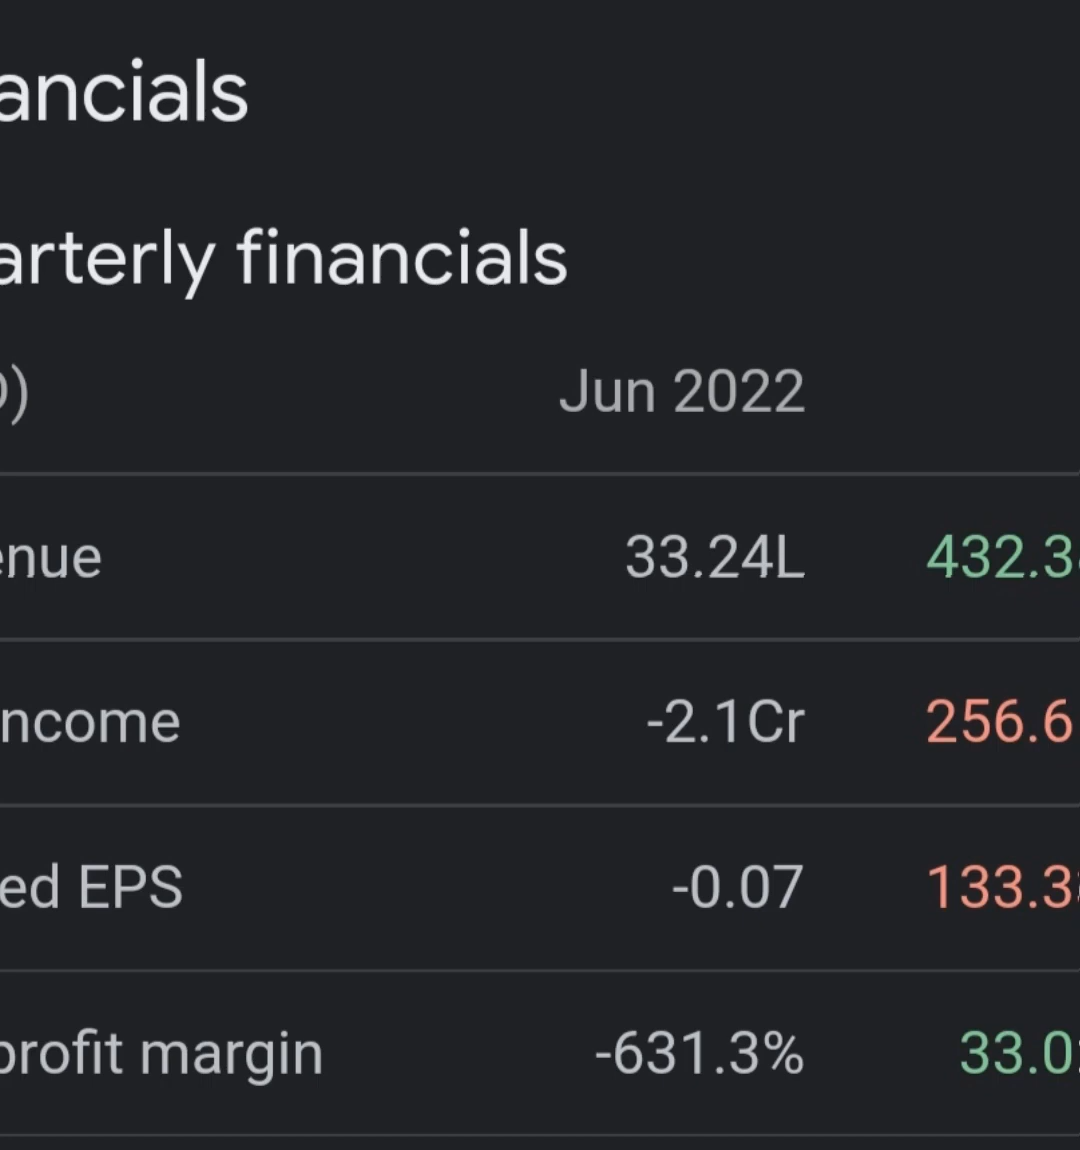 ancials
arterly financials
) Jun 2022
enue 33.24L 432.3
ncome -2.1Cr 256.6
ed EPS -0.07 133.3
profit margin -631.3% 33.0